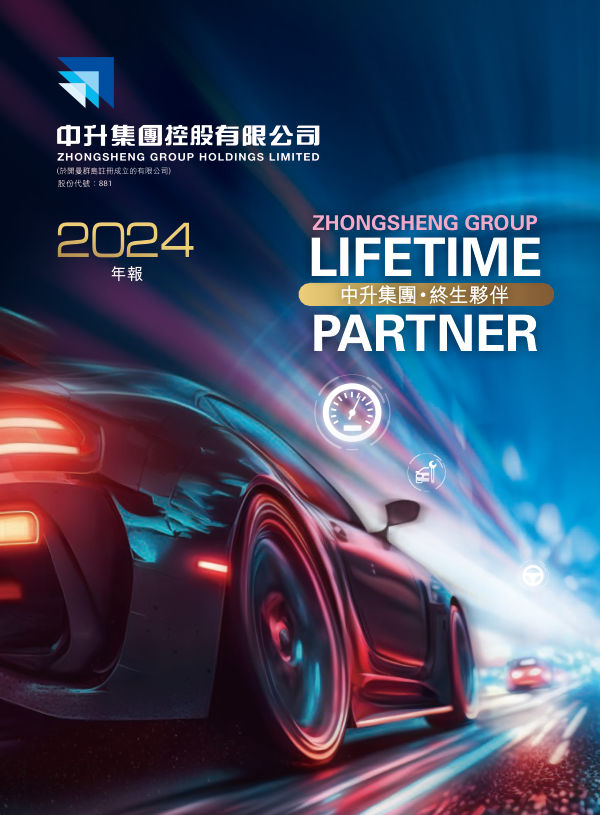 中升集團控股有限公司
ZHONGSHENG GROUP HOLDINGS LIMITED
(於開曼群島註冊成立的有限公司)
股份代號：881
2024
年報
ZHONGSHENG GROUP
LIFETIME
中升集團•終生夥伴
PARTNER